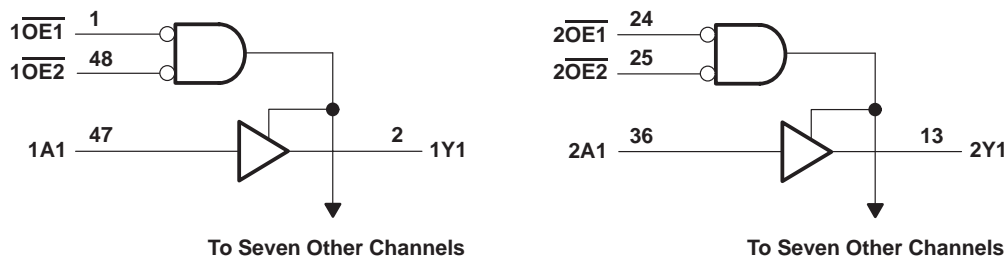 1OE1 1
1OE2 48
1A1 47 2 1Y1
To Seven Other Channels
2OE1 24
2OE2 25
2A1 36 13 2Y1
To Seven Other Channels